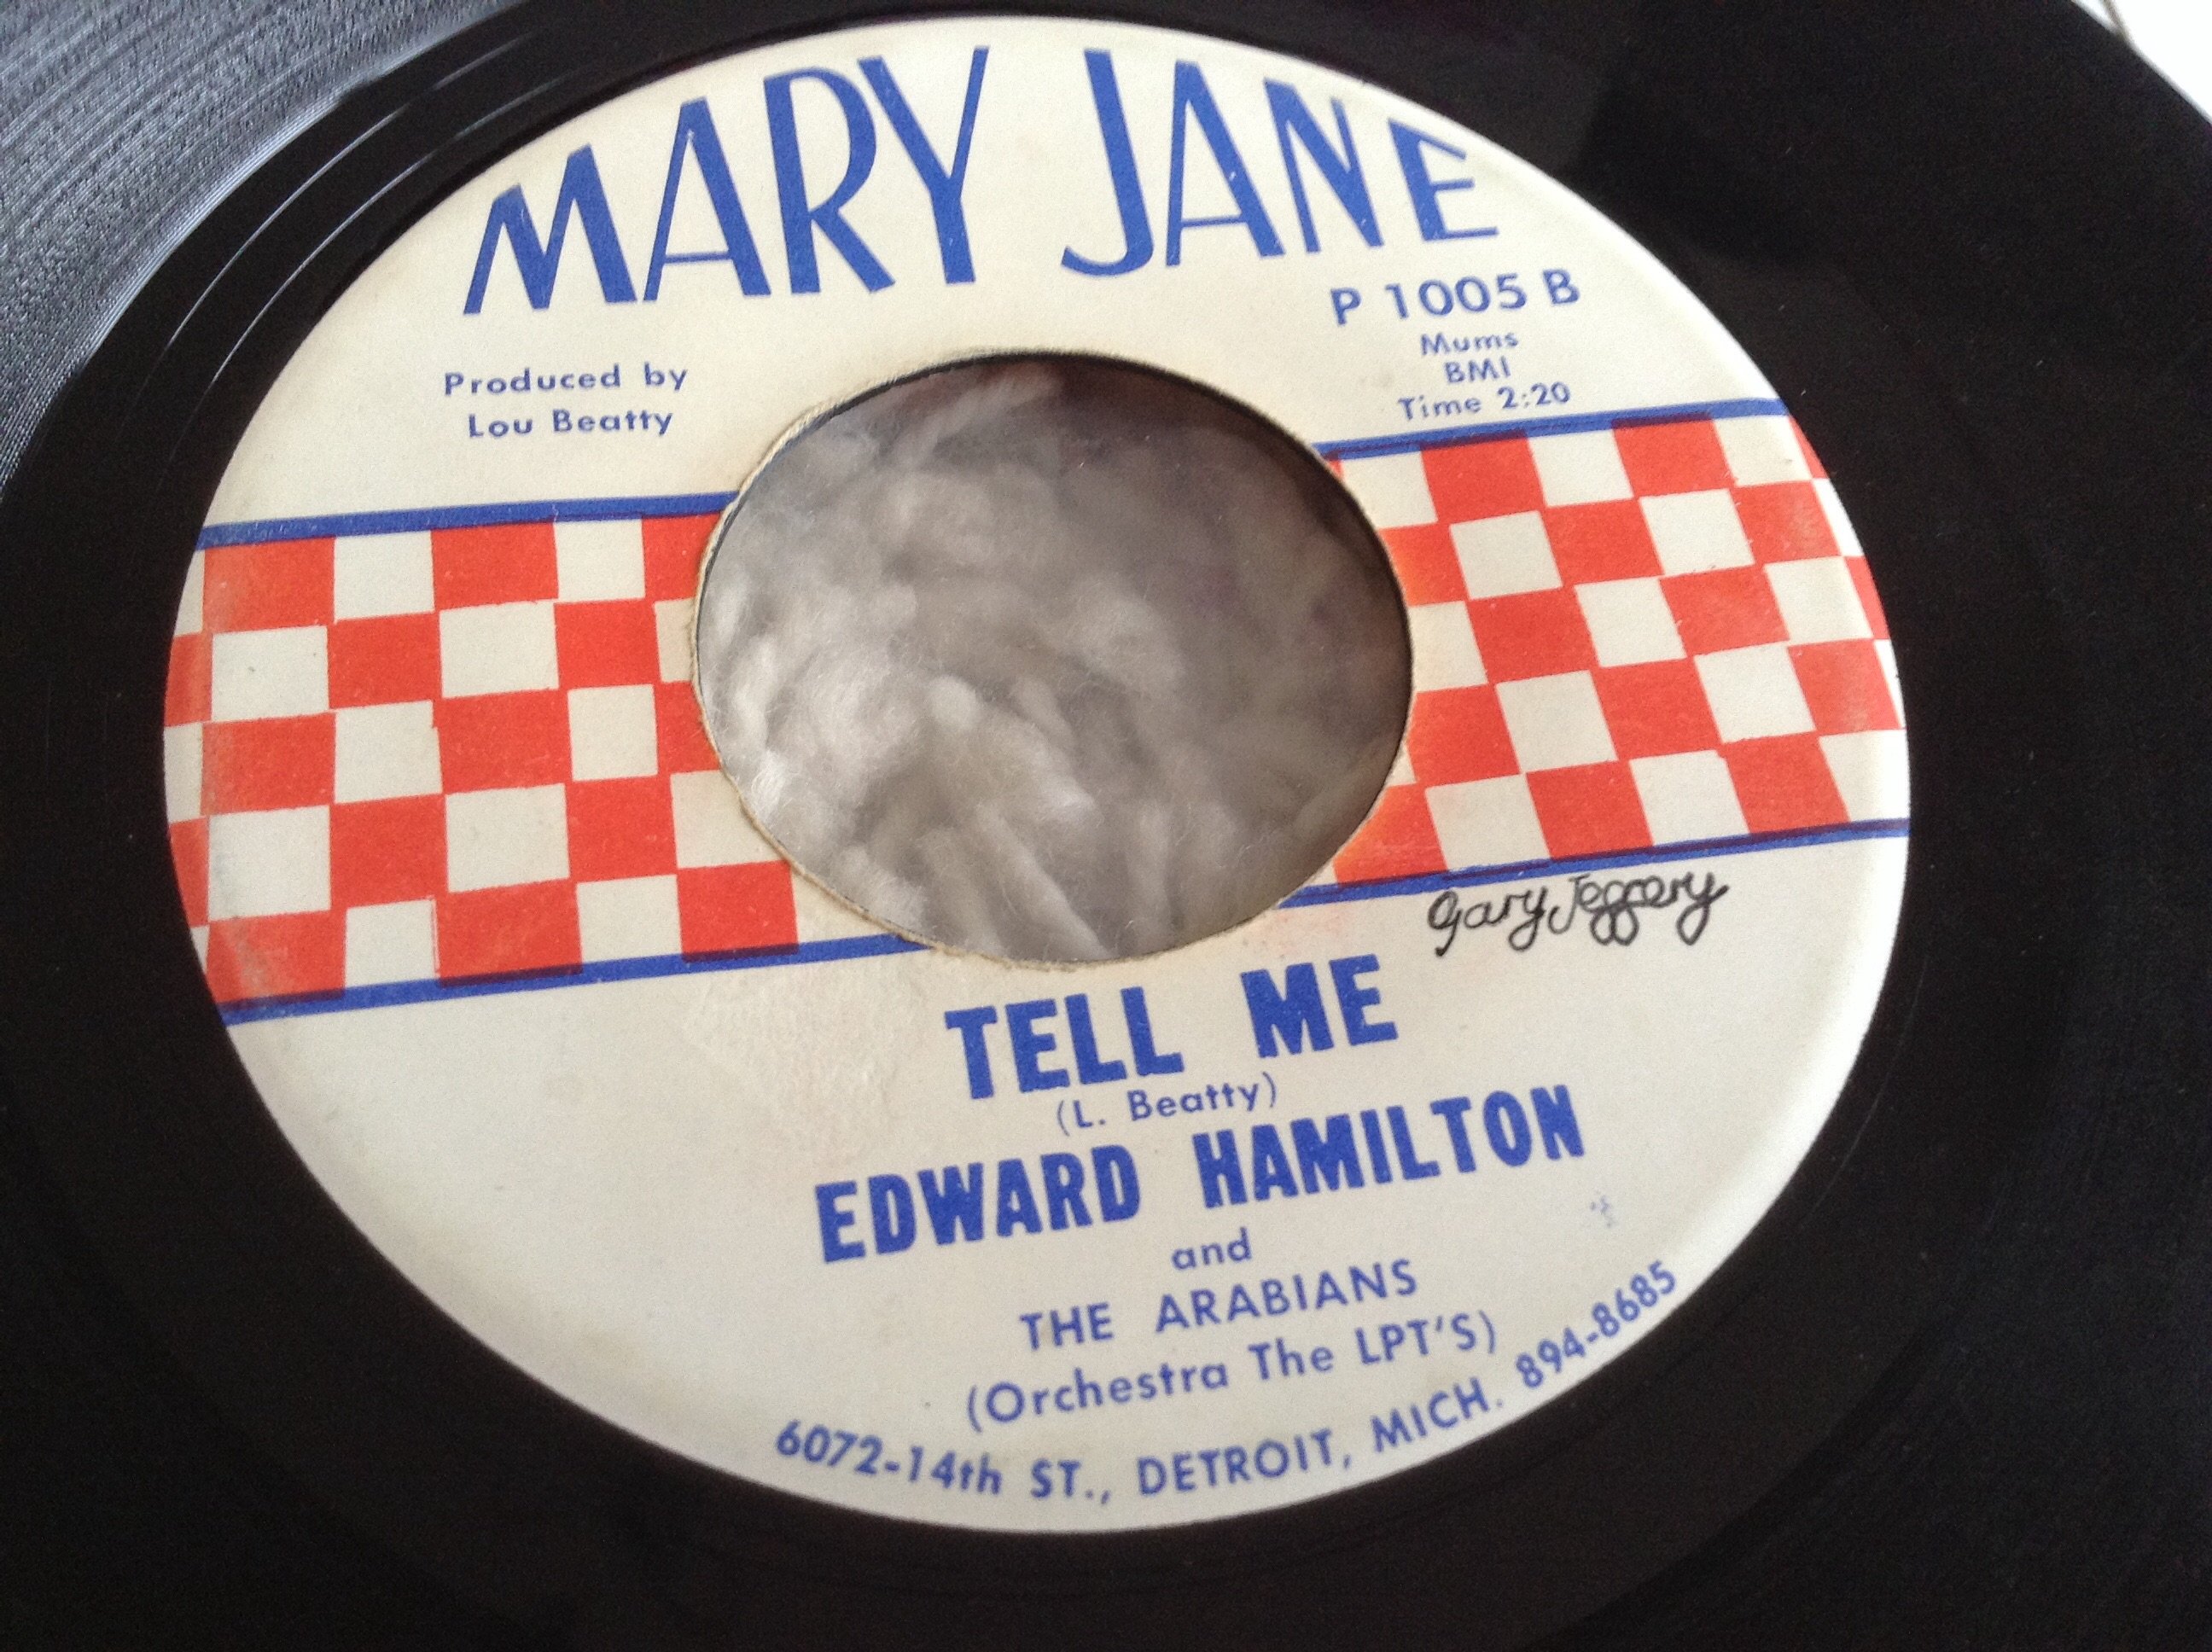 MARY JANE
P 1005 B
Mums
BMI
Time 2:20
Produced by
Lou Beatty
Gary Jeggery
TELL ME
(L. Beatty)
EDWARD HAMILTON
and
THE ARABIANS
(Orchestra The LPT'S)
6072-14th ST., DETROIT, MICH. 894-8685